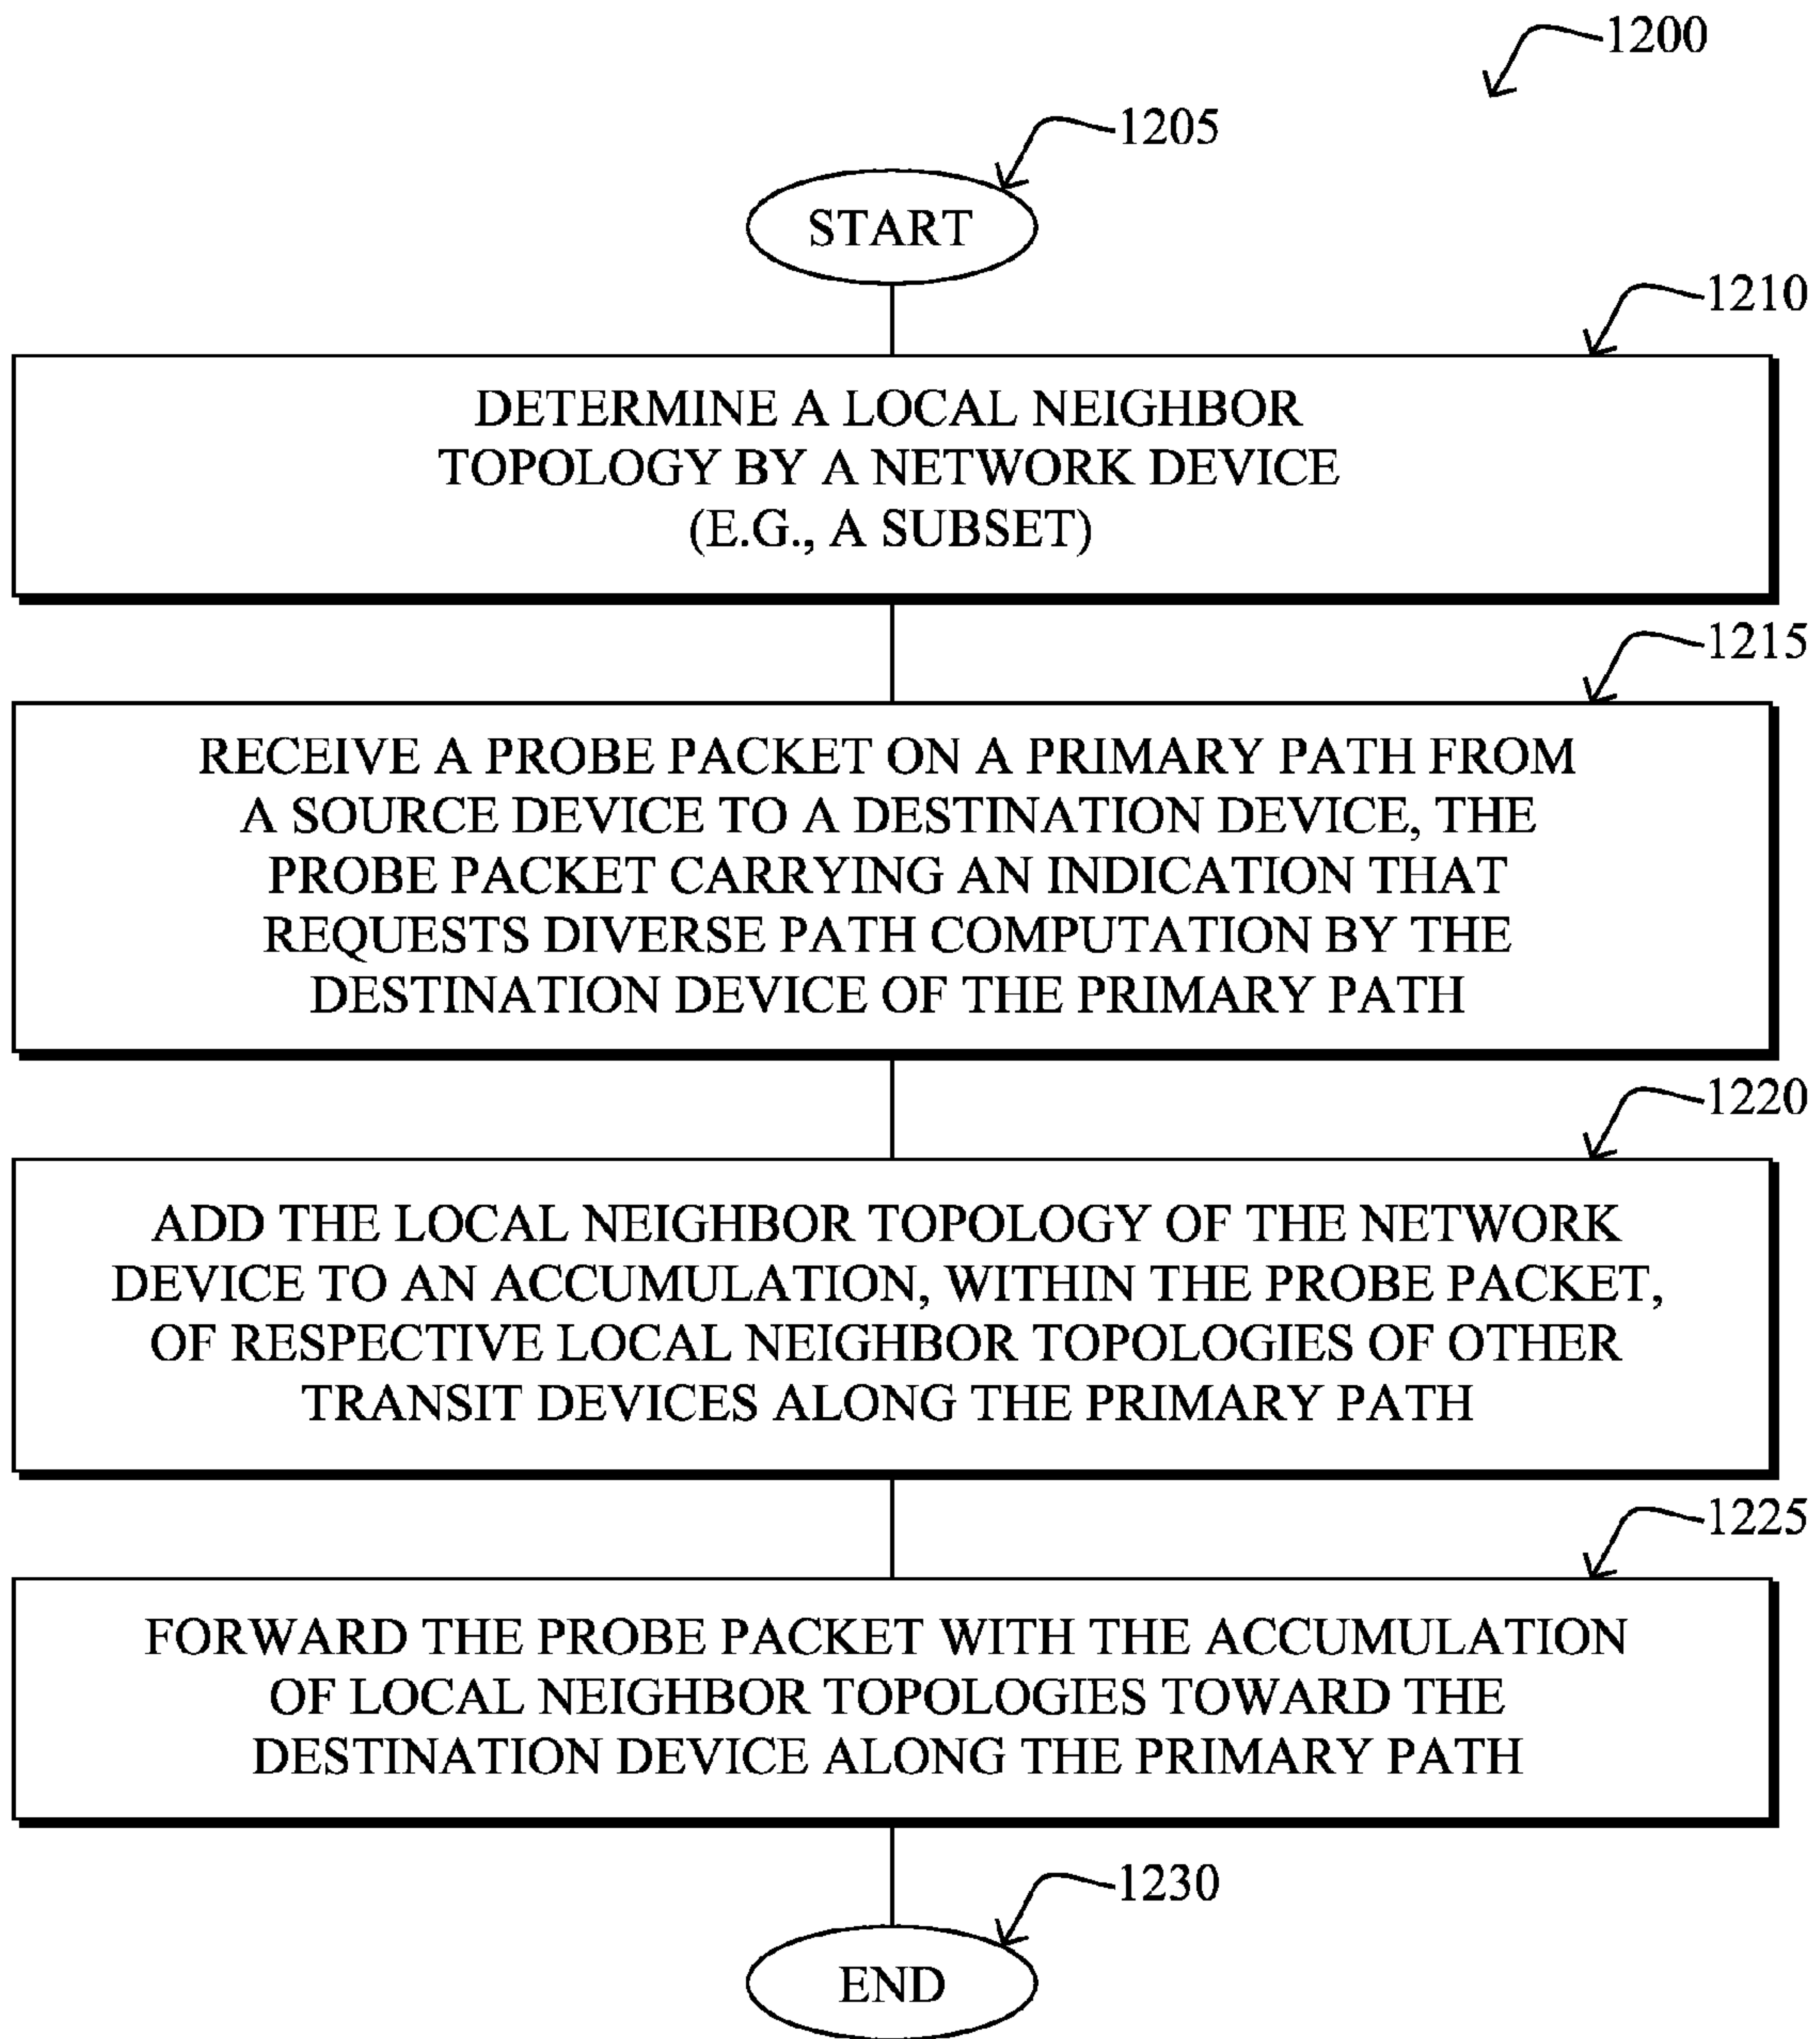 1200
1205
START
1210
DETERMINE A LOCAL NEIGHBOR
TOPOLOGY BY A NETWORK DEVICE
(E.G., A SUBSET)
1215
RECEIVE A PROBE PACKET ON A PRIMARY PATH FROM
A SOURCE DEVICE TO A DESTINATION DEVICE, THE
PROBE PACKET CARRYING AN INDICATION THAT
REQUESTS DIVERSE PATH COMPUTATION BY THE
DESTINATION DEVICE OF THE PRIMARY PATH
1220
ADD THE LOCAL NEIGHBOR TOPOLOGY OF THE NETWORK
DEVICE TO AN ACCUMULATION, WITHIN THE PROBE PACKET,
OF RESPECTIVE LOCAL NEIGHBOR TOPOLOGIES OF OTHER
TRANSIT DEVICES ALONG THE PRIMARY PATH
1225
FORWARD THE PROBE PACKET WITH THE ACCUMULATION
OF LOCAL NEIGHBOR TOPOLOGIES TOWARD THE
DESTINATION DEVICE ALONG THE PRIMARY PATH
1230
END